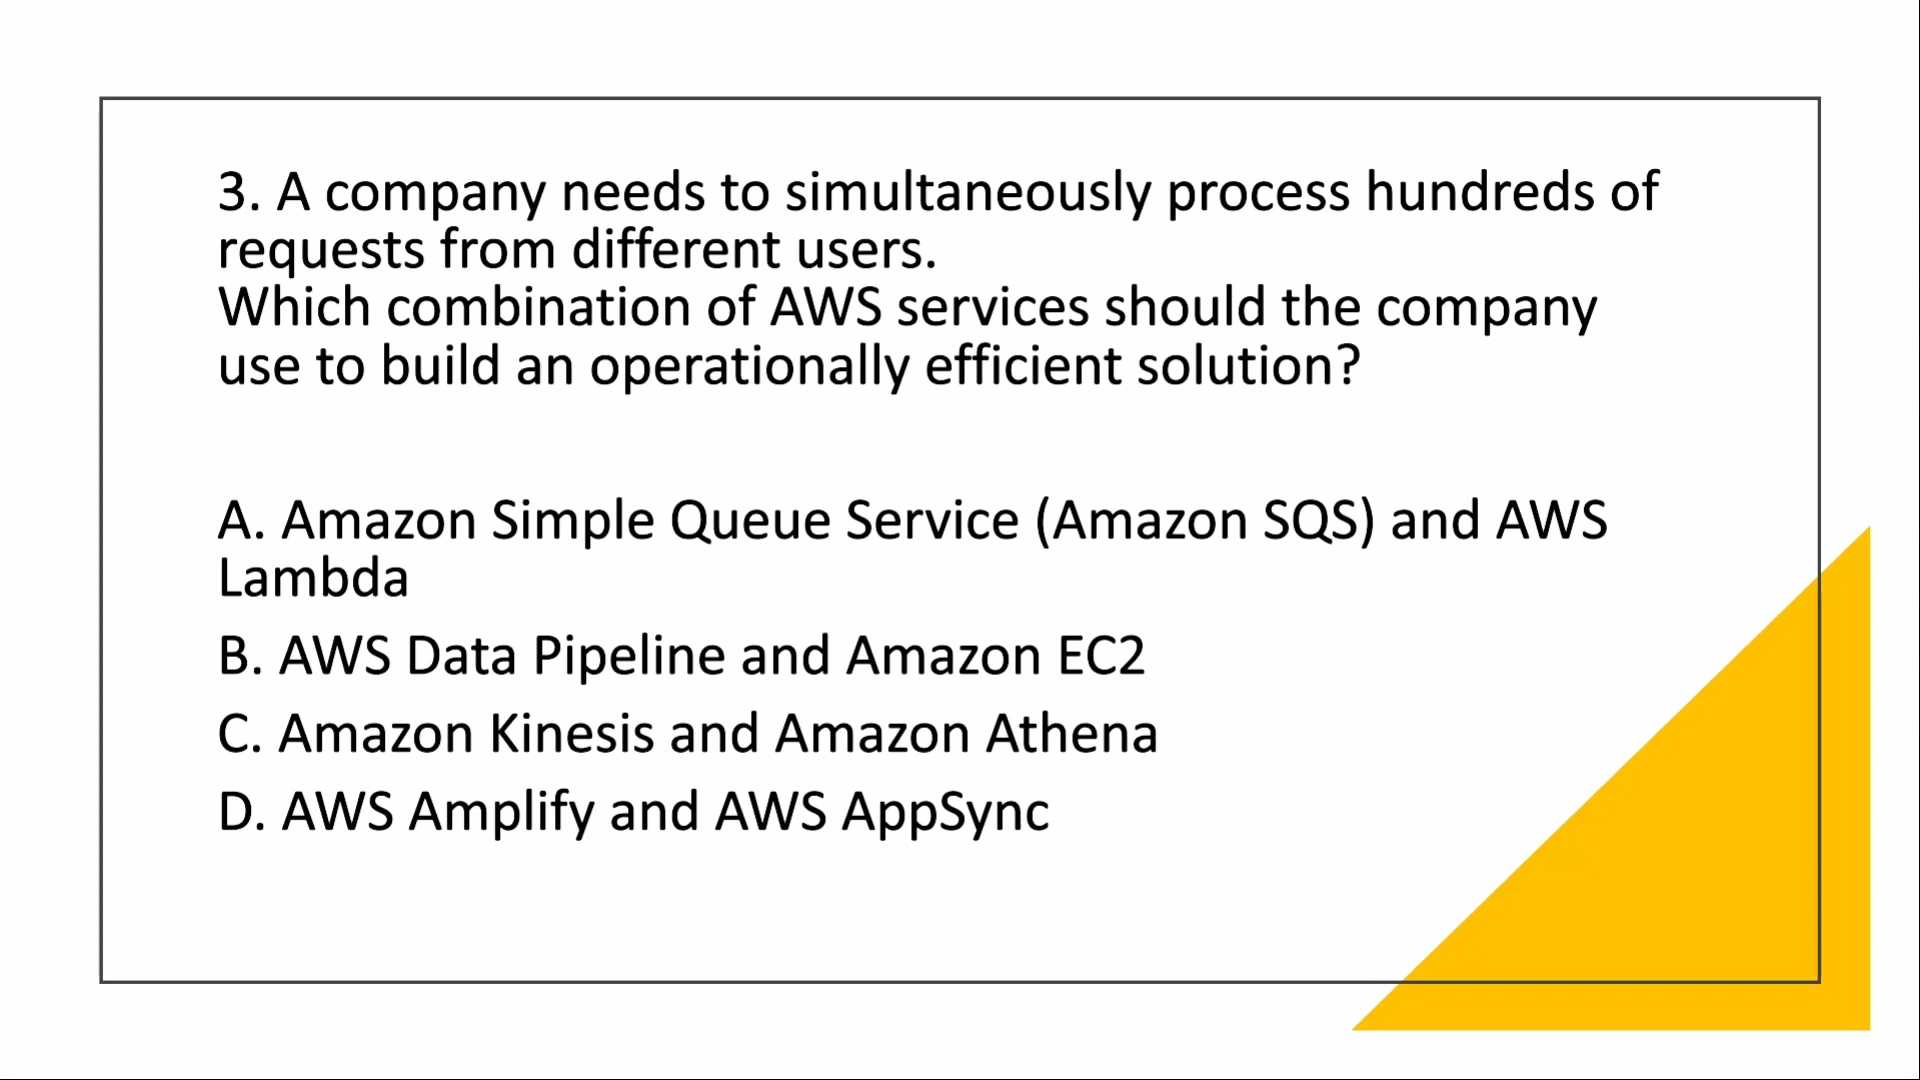 3. A company needs to simultaneously process hundreds of
requests from different users.
Which combination of AWS services should the company
use to build an operationally efficient solution?
A. Amazon Simple Queue Service (Amazon SQS) and AWS
Lambda
B. AWS Data Pipeline and Amazon EC2
C. Amazon Kinesis and Amazon Athena
D. AWS Amplify and AWS AppSync